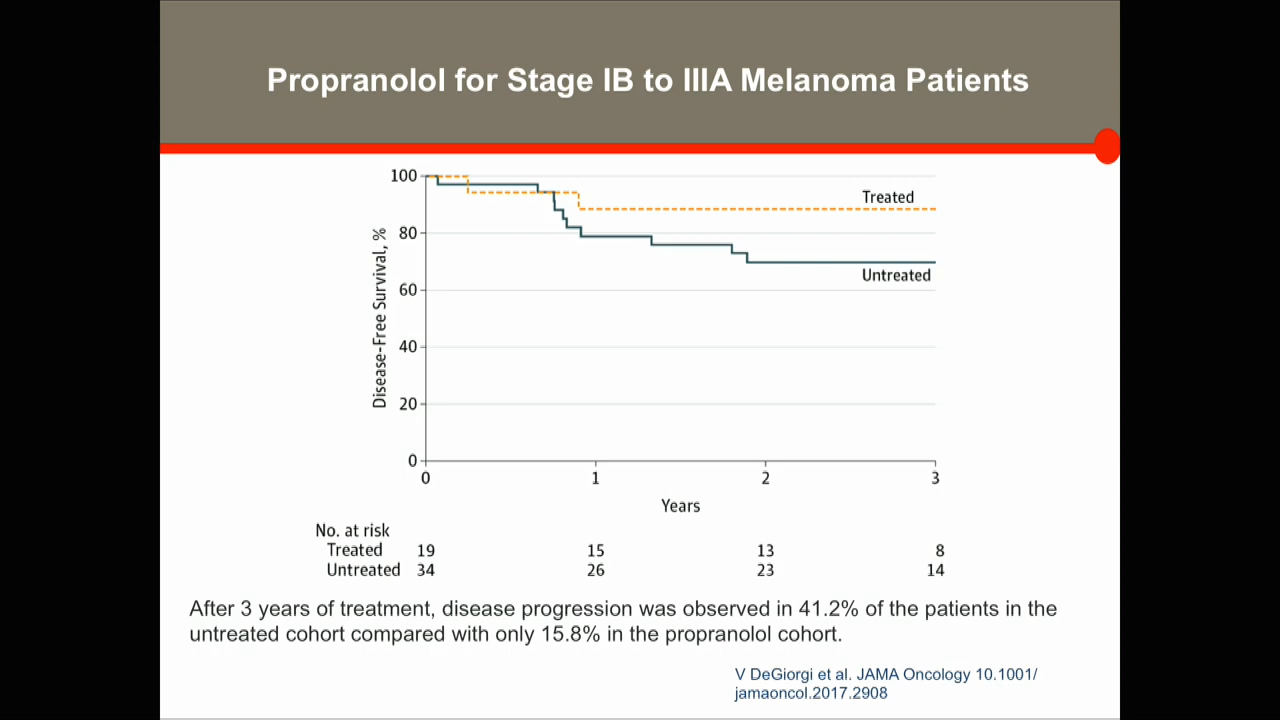 Propranolol for Stage IB to IIIA Melanoma Patients
100
80
60
40
20
0
Disease-Free Survival, %
Treated
Untreated
0 1 2 3
Years
No. at risk
Treated 19 15 13 8
Untreated 34 26 23 14
After 3 years of treatment, disease progression was observed in 41.2% of the patients in the
untreated cohort compared with only 15.8% in the propranolol cohort.
V DeGiorgi et al. JAMA Oncology 10.1001/
jamaoncol.2017.2908